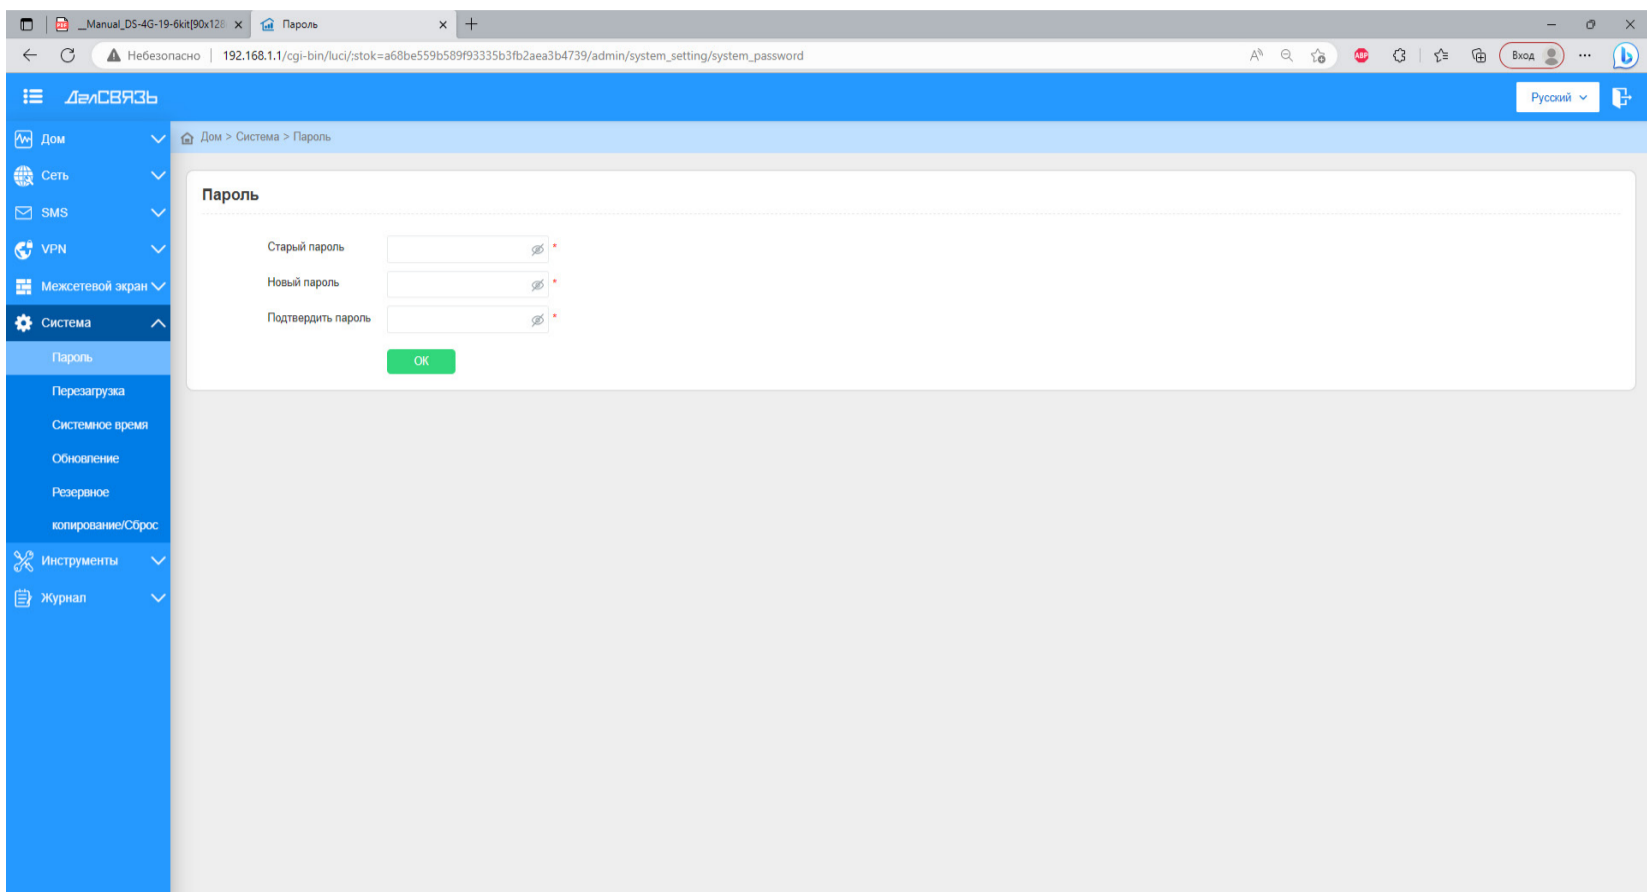 __Manual_DS-4G-19-6kit[90x128
Пароль
Небезопасно
192.168.1.1/cgi-bin/luci/;stok=a68be559b589f93335b3fb2aea3b4739/admin/system_setting/system_password
Вход
ДалСВЯЗЬ
Русский
Дом
Сеть
SMS
VPN
Межсетевой экран
Система
Пароль
Перезагрузка
Системное время
Обновление
Резервное
копирование/Сброс
Инструменты
Журнал
Дом > Система > Пароль
Пароль
Старый пароль *
Новый пароль *
Подтвердить пароль *
OK